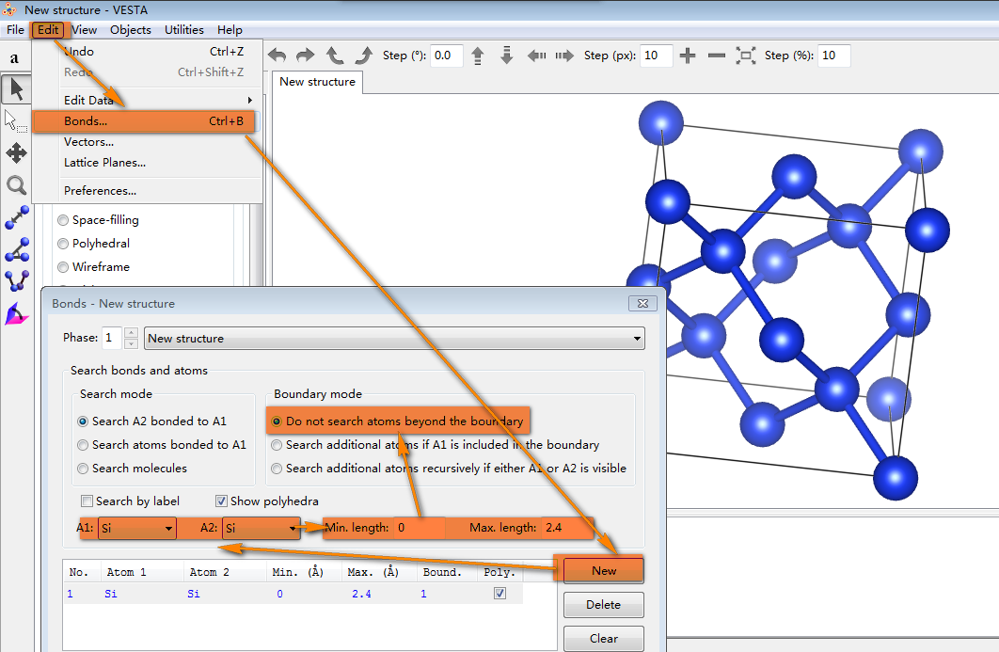 New structure - VESTA
File Edit View Objects Utilities Help
a
Undo Ctrl+Z
Redo Ctrl+Shift+Z
Edit Data
Bonds... Ctrl+B
Vectors...
Lattice Planes...
Preferences...
Step (°): 0.0 Step (px): 10 Step (%): 10
New structure
Space-filling
Polyhedral
Wireframe
Bonds - New structure
Phase: 1 New structure
Search bonds and atoms
Search mode
Search A2 bonded to A1
Search atoms bonded to A1
Search molecules
Boundary mode
Do not search atoms beyond the boundary
Search additional atoms if A1 is included in the boundary
Search additional atoms recursively if either A1 or A2 is visible
Search by label Show polyhedra
A1: Si A2: Si Min. length: 0 Max. length: 2.4
No. Atom 1 Atom 2 Min. (Å) Max. (Å) Bound. Poly.
1 Si Si 0 2.4 1
New
Delete
Clear